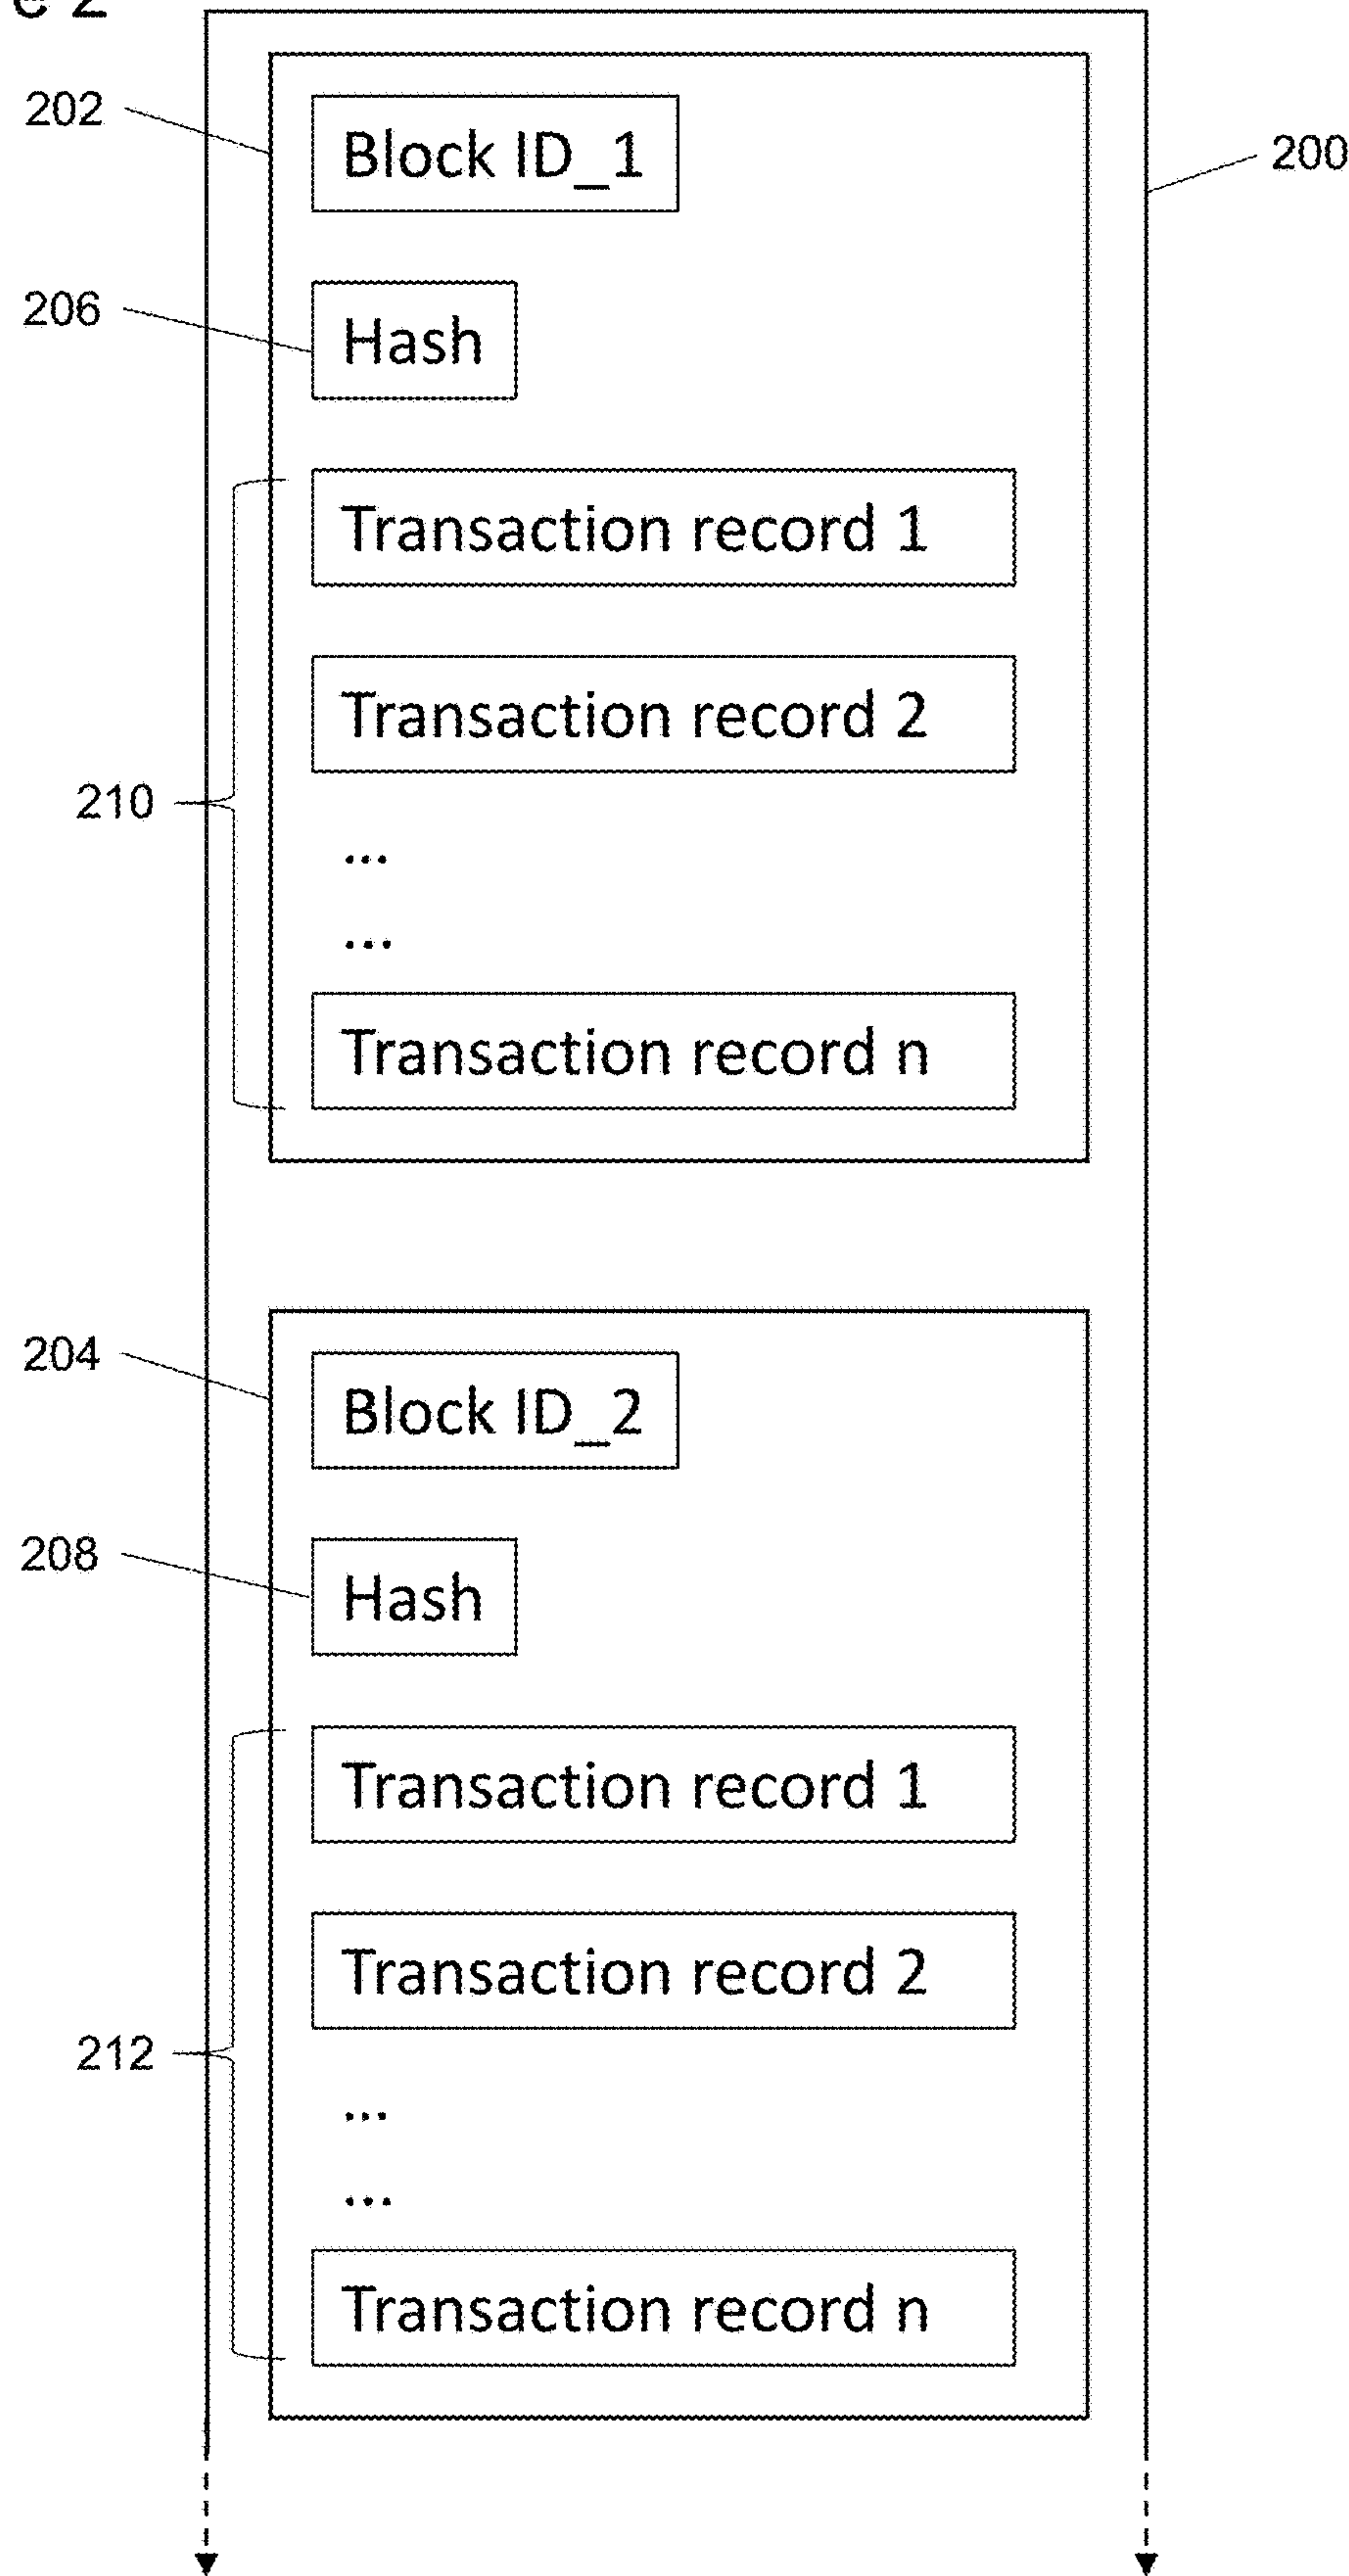 e 2
202
Block ID_1
200
206
Hash
Transaction record 1
Transaction record 2
210
...
...
Transaction record n
204
Block ID_2
208
Hash
Transaction record 1
Transaction record 2
212
...
...
Transaction record n